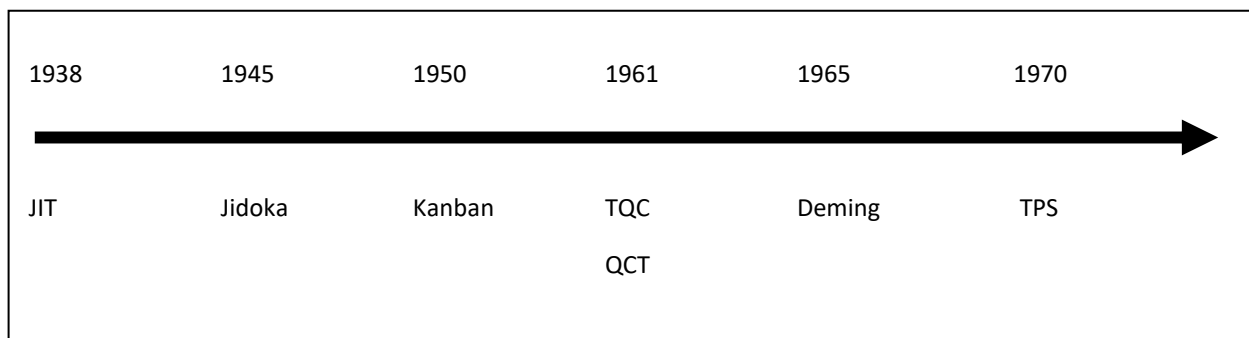 1938 1945 1950 1961 1965 1970
JIT Jidoka Kanban TQC Deming TPS
QCT